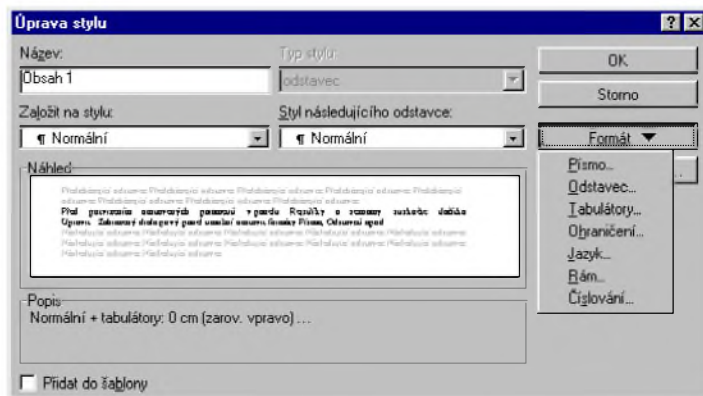 Úprava stylu
Název:
Obsah 1
Typ stylu:
odstavec
OK
Storno
Založit na stylu:
¶ Normální
Styl následujícího odstavce:
¶ Normální
Formát ▼
Písmo...
Odstavec...
Tabulátory...
Ohraničení...
Jazyk...
Rám...
Číslování...
Náhled
Popis
Normální + tabulátory: 0 cm (zarov. vpravo) ...
Přidat do šablony